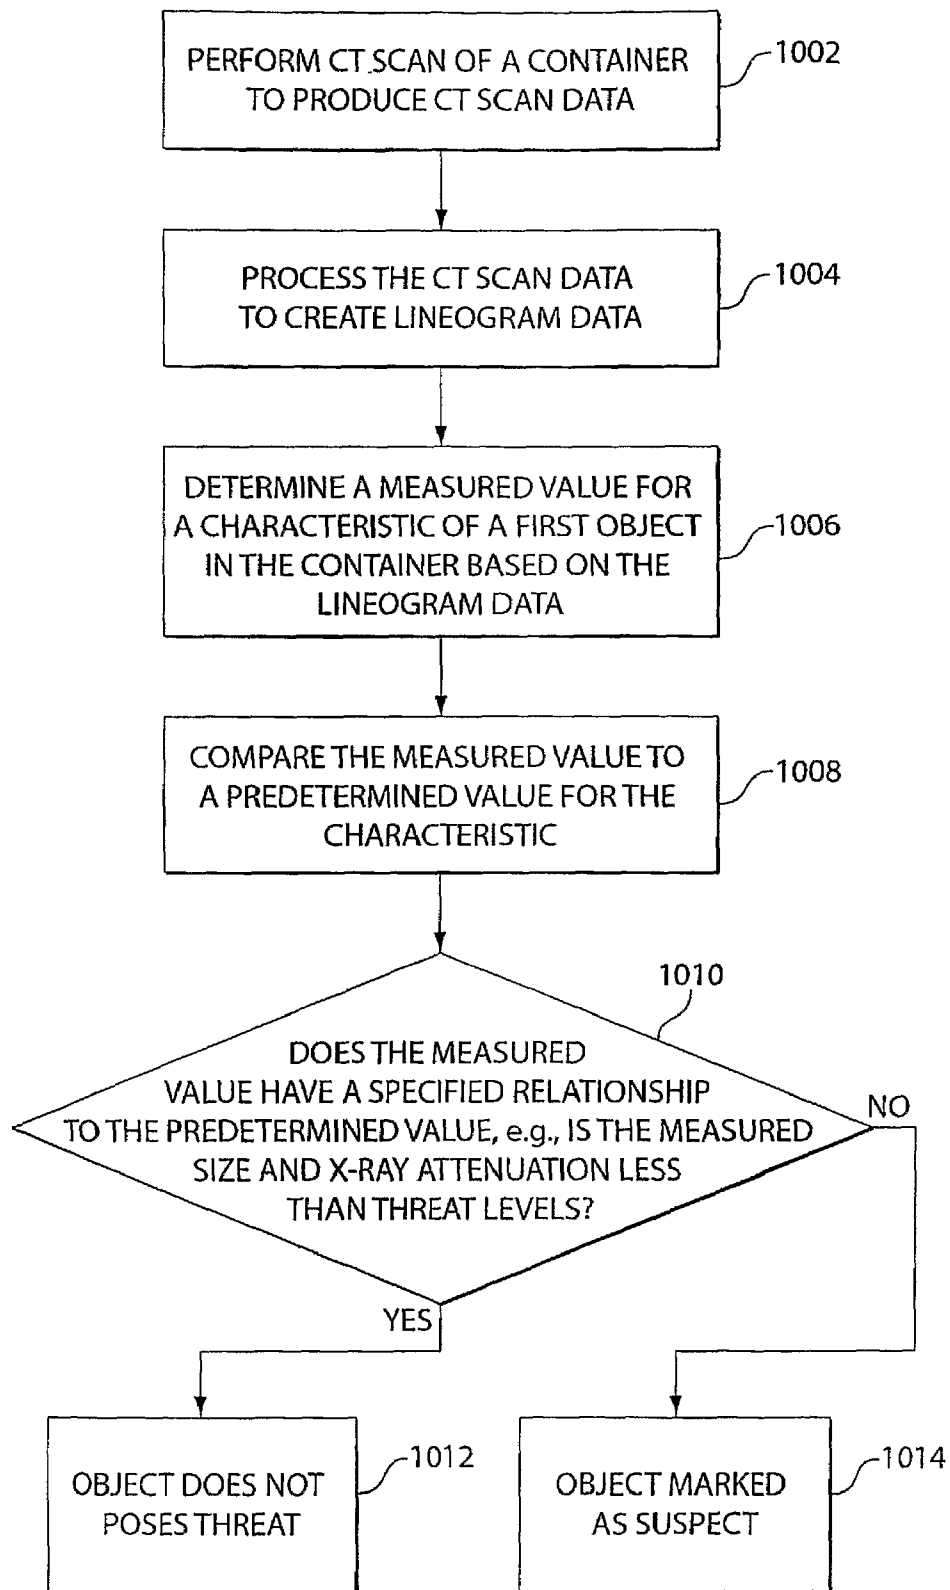 PERFORM CT SCAN OF A CONTAINER
TO PRODUCE CT SCAN DATA
1002
PROCESS THE CT SCAN DATA
TO CREATE LINEOGRAM DATA
1004
DETERMINE A MEASURED VALUE FOR
A CHARACTERISTIC OF A FIRST OBJECT
IN THE CONTAINER BASED ON THE
LINEOGRAM DATA
1006
COMPARE THE MEASURED VALUE TO
A PREDETERMINED VALUE FOR THE
CHARACTERISTIC
1008
1010
DOES THE MEASURED
VALUE HAVE A SPECIFIED RELATIONSHIP
TO THE PREDETERMINED VALUE, e.g., IS THE MEASURED
SIZE AND X-RAY ATTENUATION LESS
THAN THREAT LEVELS?
NO
YES
OBJECT DOES NOT
POSES THREAT
1012
OBJECT MARKED
AS SUSPECT
1014